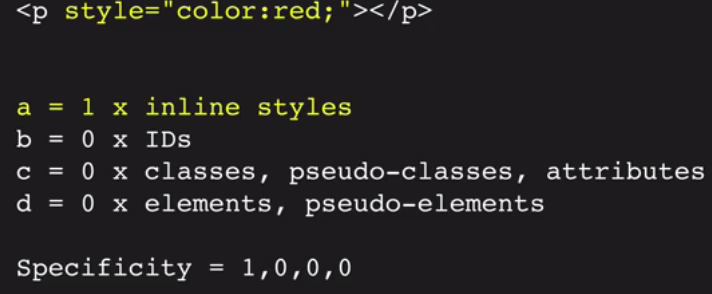 <p style="color:red;"></p>
a = 1 x inline styles
b = 0 x IDs
c = 0 x classes, pseudo-classes, attributes
d = 0 x elements, pseudo-elements
Specificity = 1,0,0,0